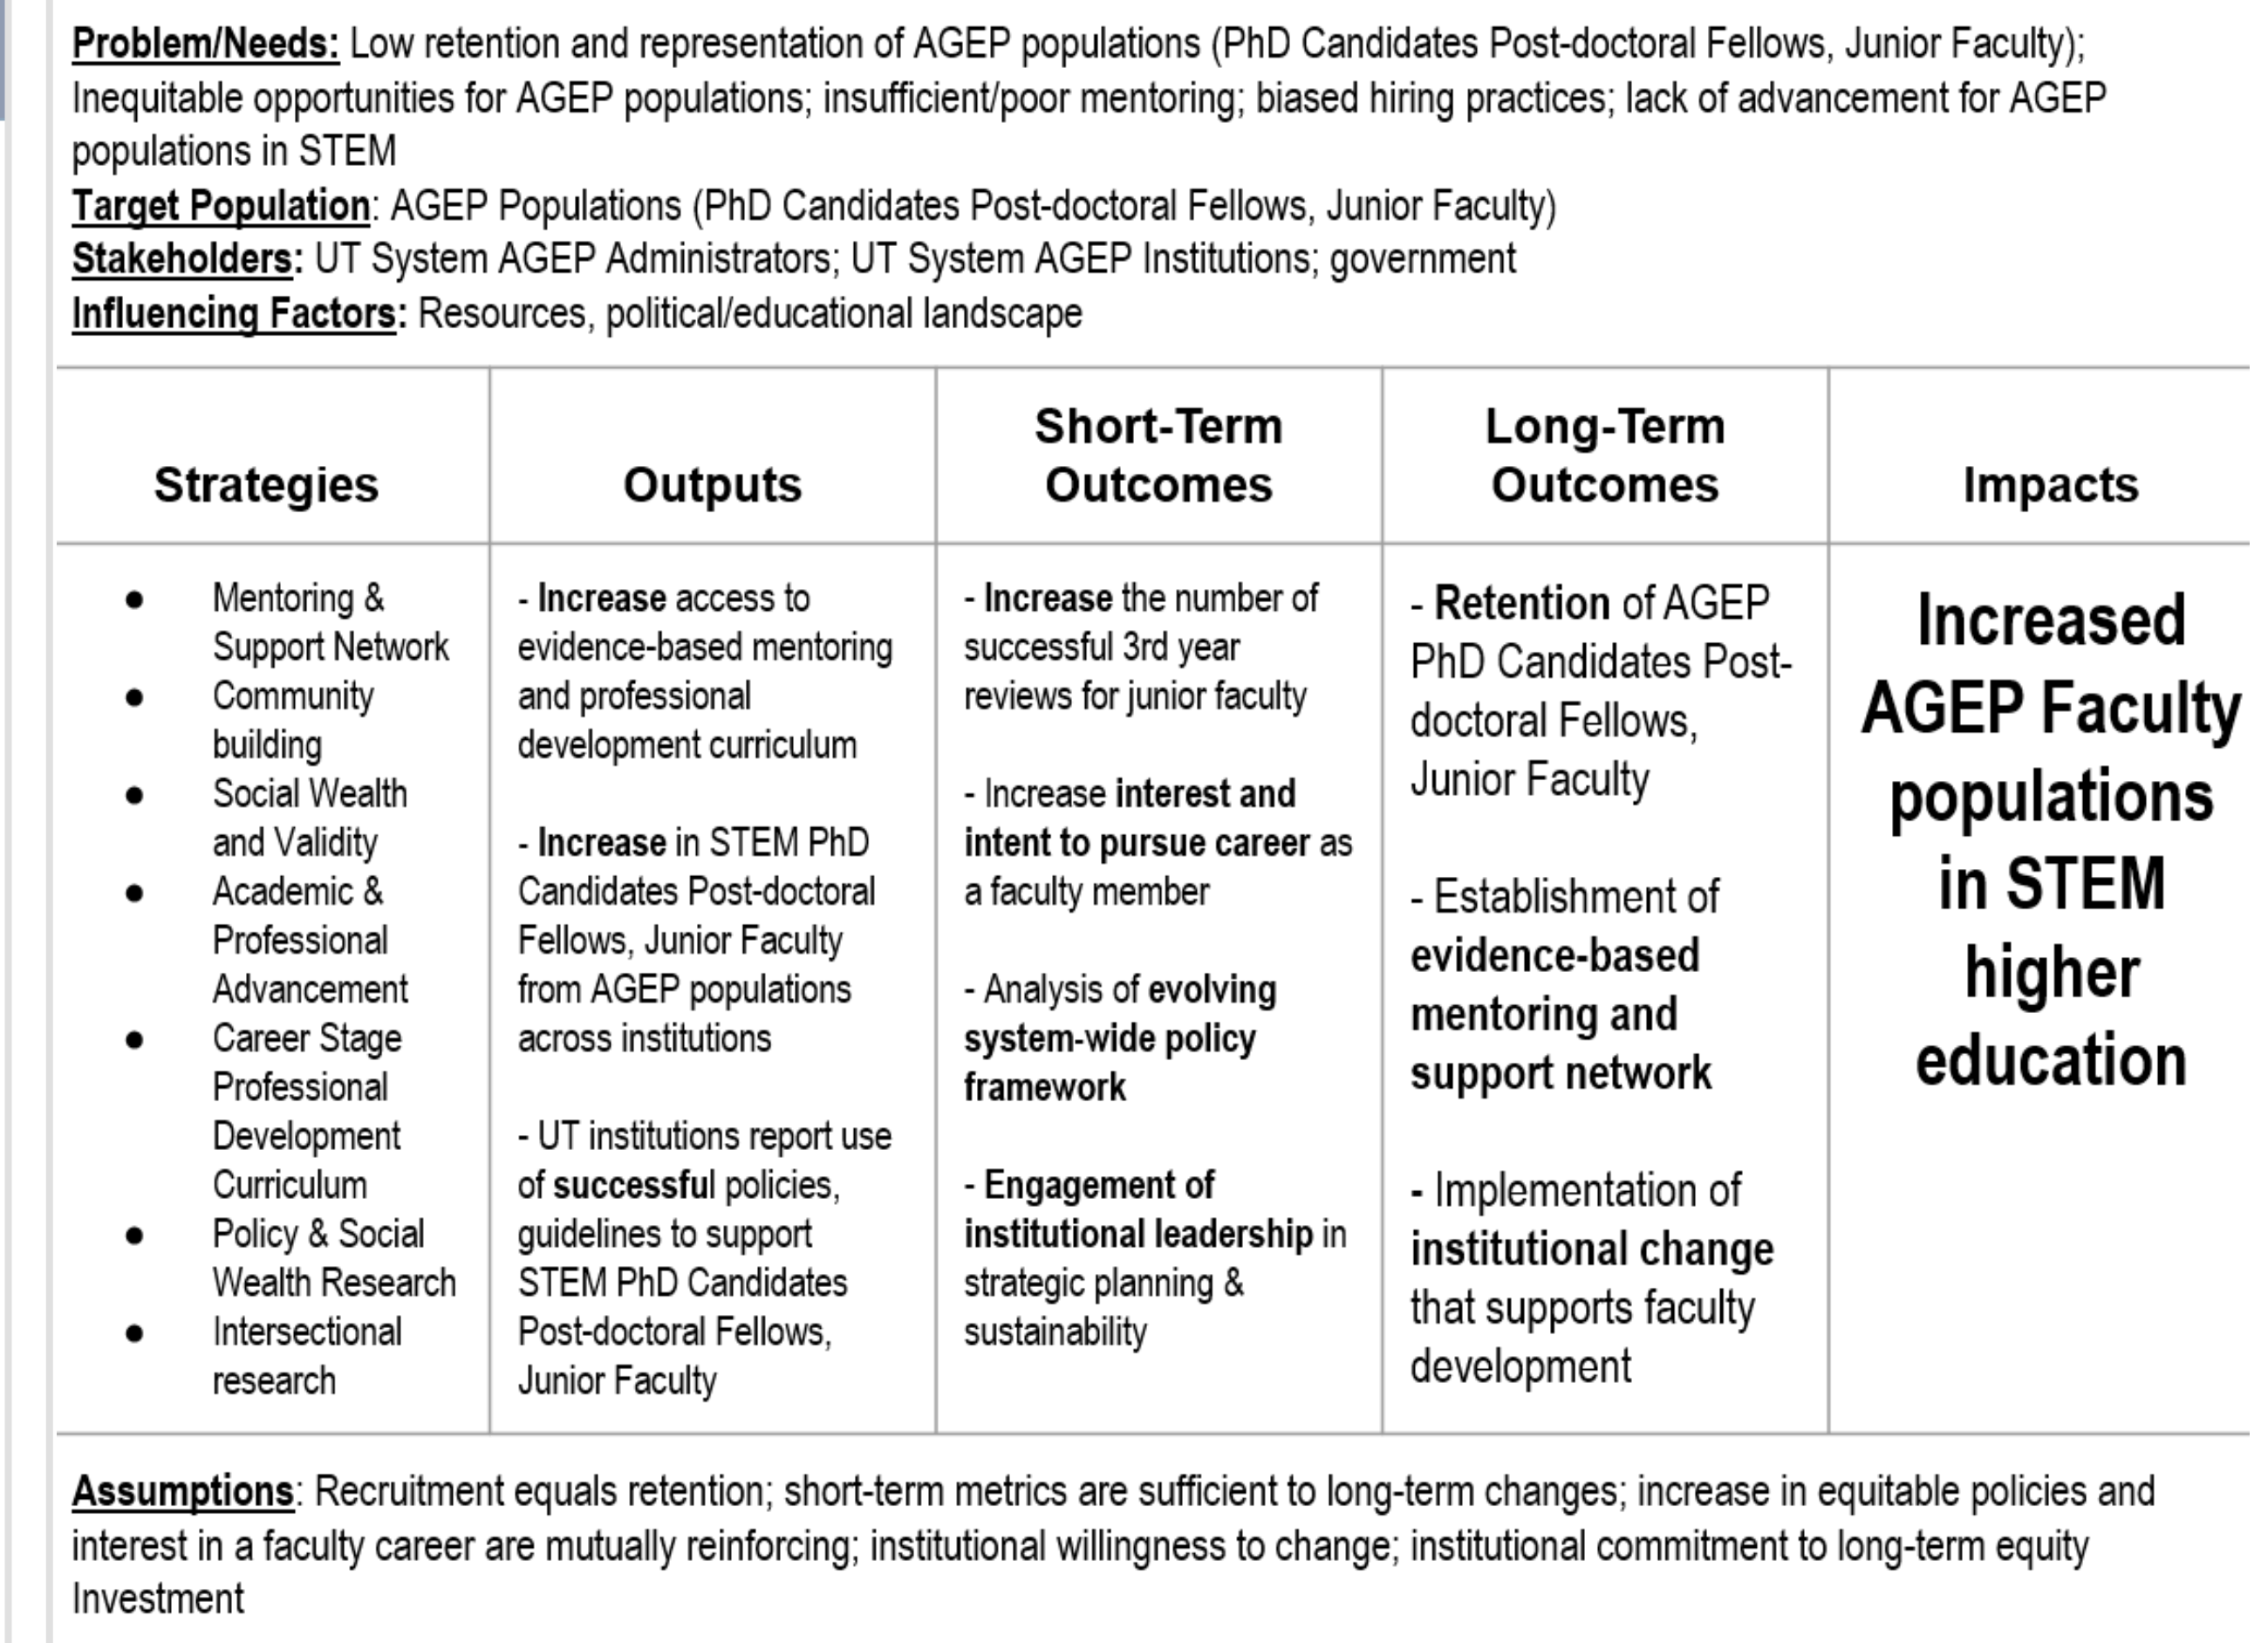 Problem/Needs: Low retention and representation of AGEP populations (PhD Candidates Post-doctoral Fellows, Junior Faculty);
Inequitable opportunities for AGEP populations; insufficient/poor mentoring; biased hiring practices; lack of advancement for AGEP
populations in STEM
Target Population: AGEP Populations (PhD Candidates Post-doctoral Fellows, Junior Faculty)
Stakeholders: UT System AGEP Administrators; UT System AGEP Institutions; government
Influencing Factors: Resources, political/educational landscape
Strategies
Outputs
Short-Term
Outcomes
Long-Term
Outcomes
Impacts
● Mentoring &
Support Network
● Community
building
● Social Wealth
and Validity
● Academic &
Professional
Advancement
● Career Stage
Professional
Development
Curriculum
● Policy & Social
Wealth Research
● Intersectional
research
- Increase access to
evidence-based mentoring
and professional
development curriculum
- Increase in STEM PhD
Candidates Post-doctoral
Fellows, Junior Faculty
from AGEP populations
across institutions
- UT institutions report use
of successful policies,
guidelines to support
STEM PhD Candidates
Post-doctoral Fellows,
Junior Faculty
- Increase the number of
successful 3rd year
reviews for junior faculty
- Increase interest and
intent to pursue career as
a faculty member
- Analysis of evolving
system-wide policy
framework
- Engagement of
institutional leadership in
strategic planning &
sustainability
- Retention of AGEP
PhD Candidates Post-
doctoral Fellows,
Junior Faculty
- Establishment of
evidence-based
mentoring and
support network
- Implementation of
institutional change
that supports faculty
development
Increased
AGEP Faculty
populations
in STEM
higher
education
Assumptions: Recruitment equals retention; short-term metrics are sufficient to long-term changes; increase in equitable policies and
interest in a faculty career are mutually reinforcing; institutional willingness to change; institutional commitment to long-term equity
Investment